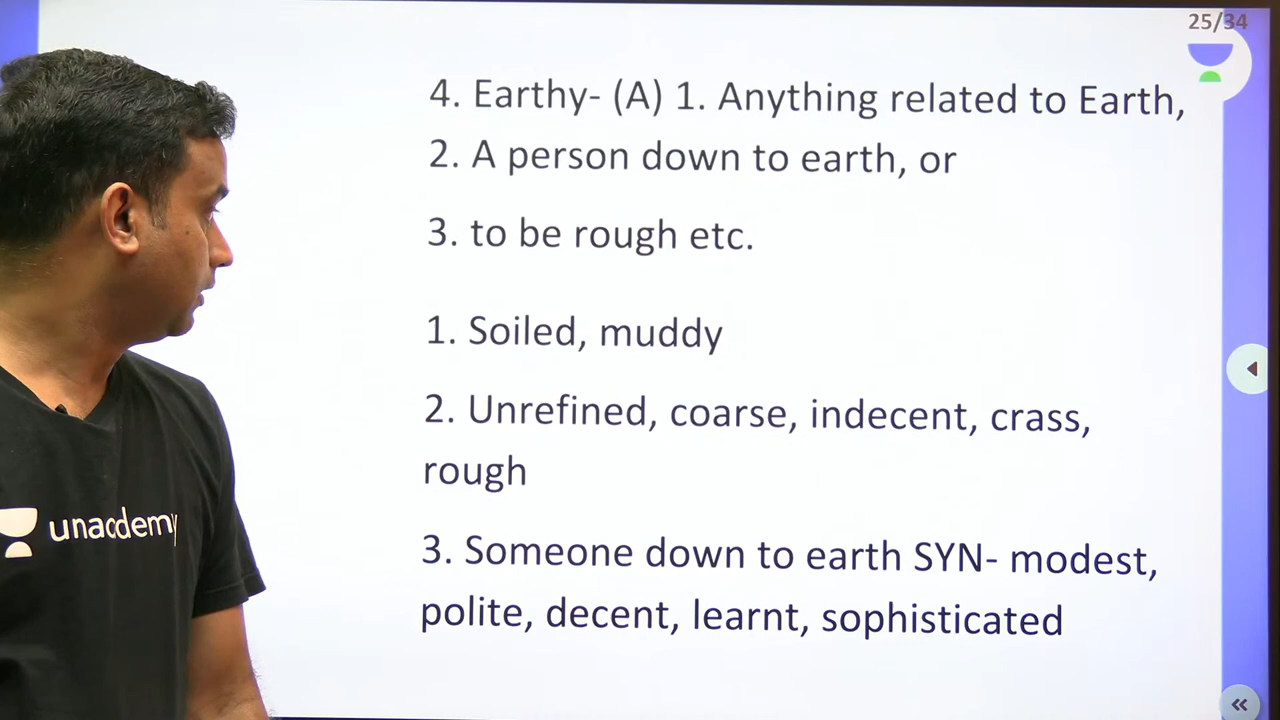 25/34
4. Earthy- (A) 1. Anything related to Earth,
2. A person down to earth, or
3. to be rough etc.
1. Soiled, muddy
2. Unrefined, coarse, indecent, crass,
rough
3. Someone down to earth SYN- modest,
polite, decent, learnt, sophisticated
unacademy